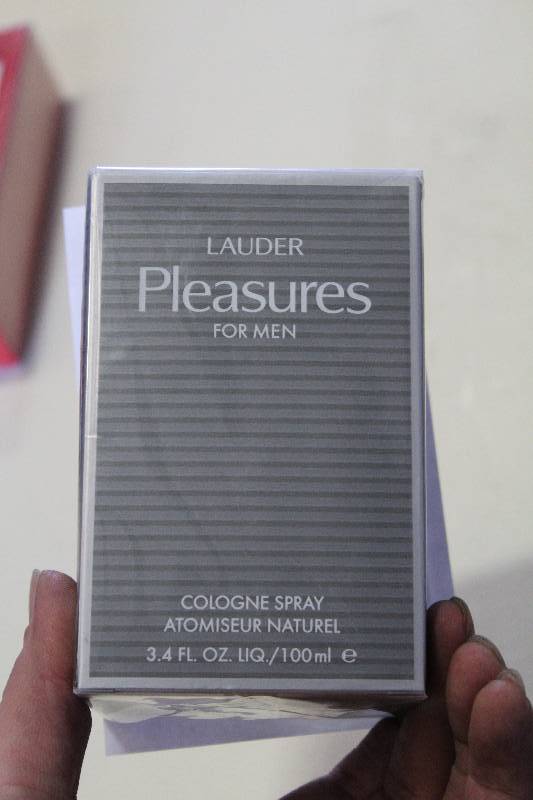 LAUDER
Pleasures
FOR MEN
COLOGNE SPRAY
ATOMISEUR NATUREL
3.4 FL. OZ. LIQ./100ml ℮